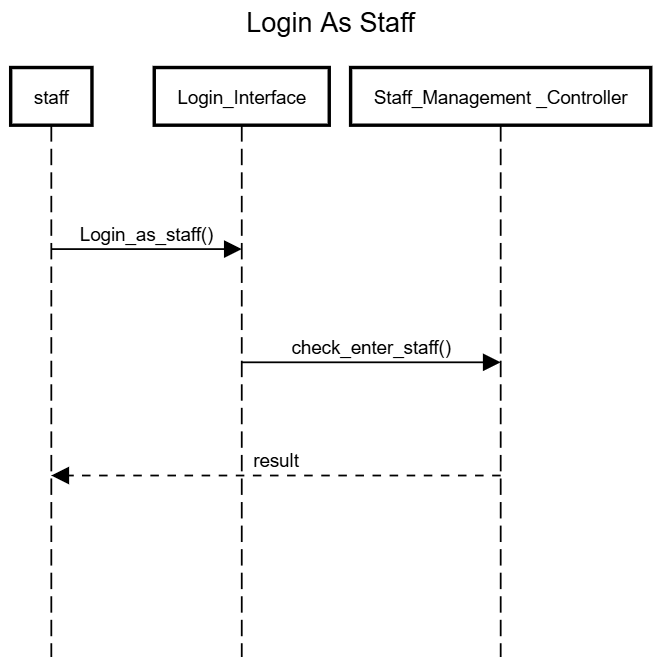 Login As Staff
staff
Login_Interface
Staff_Management _Controller
Login_as_staff()
check_enter_staff()
result